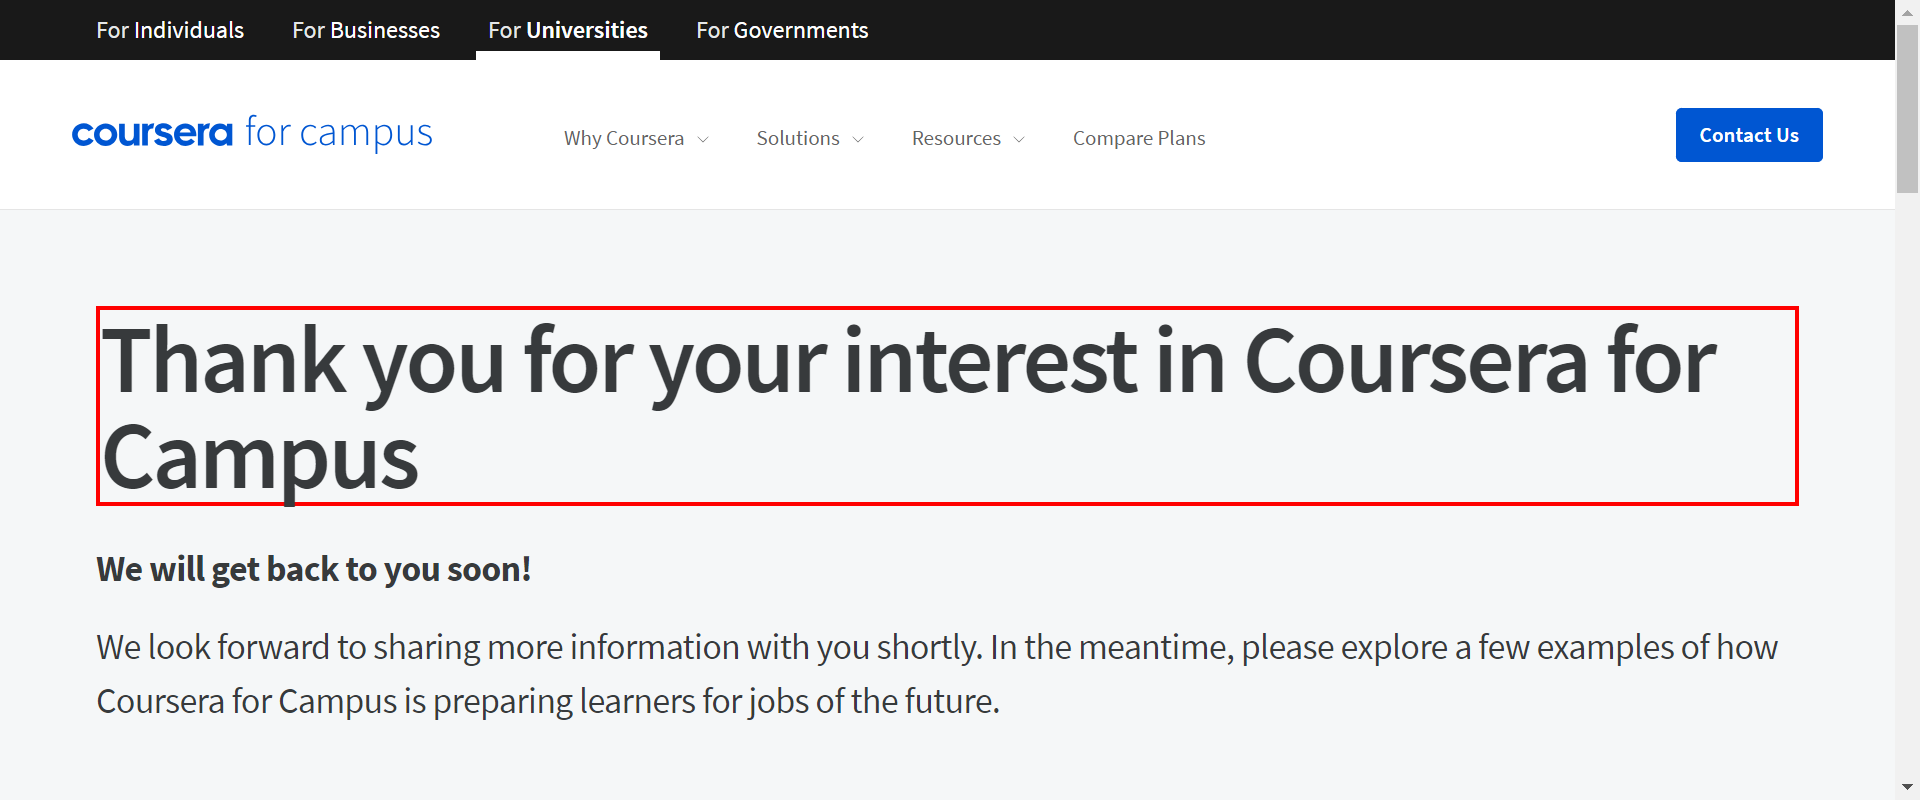 For Individuals For Businesses For Universities For Governments
coursera for campus Why Coursera Solutions Resources Compare Plans Contact Us
Thank you for your interest in Coursera for
Campus
We will get back to you soon!
We look forward to sharing more information with you shortly. In the meantime, please explore a few examples of how
Coursera for Campus is preparing learners for jobs of the future.